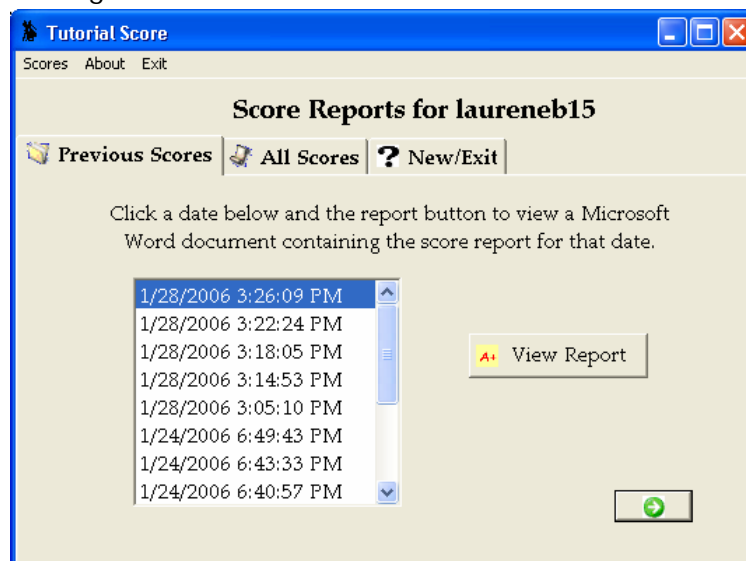 Tutorial Score
Scores About Exit
Score Reports for laureneb15
Previous Scores All Scores ? New/Exit
Click a date below and the report button to view a Microsoft
Word document containing the score report for that date.
1/28/2006 3:26:09 PM
1/28/2006 3:22:24 PM
1/28/2006 3:18:05 PM
A+ View Report
1/28/2006 3:14:53 PM
1/28/2006 3:05:10 PM
1/24/2006 6:49:43 PM
1/24/2006 6:43:33 PM
1/24/2006 6:40:57 PM